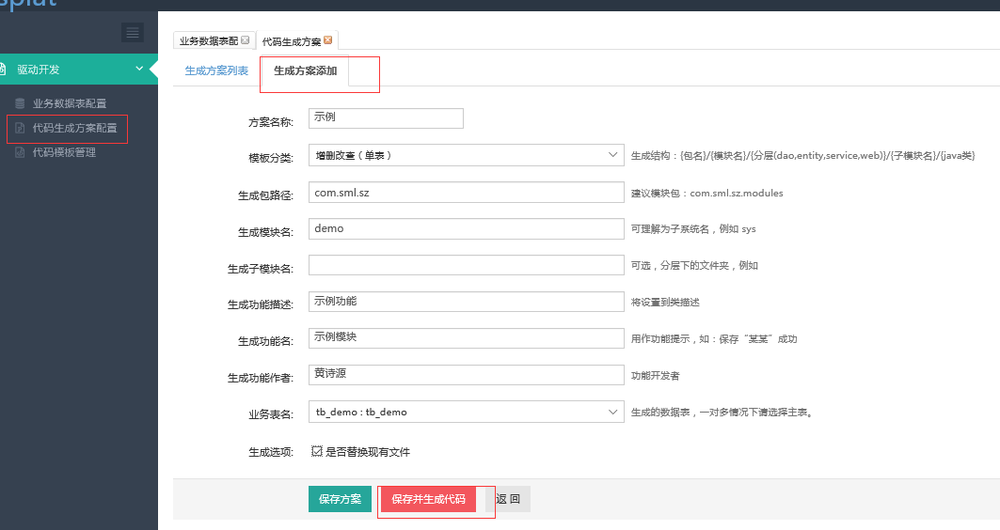 splut
业务数据表配
代码生成方案
驱动开发
业务数据表配置
代码生成方案配置
代码模板管理
生成方案列表
生成方案添加
方案名称:
示例
模板分类:
增删改查（单表）
生成结构：{包名}/{模块名}/{分层(dao,entity,service,web)}/{子模块名}/{java类}
生成包路径:
com.sml.sz
建议模块包：com.sml.sz.modules
生成模块名:
demo
可理解为子系统名，例如 sys
生成子模块名:
可选，分层下的文件夹，例如
生成功能描述:
示例功能
将设置到类描述
生成功能名:
示例模块
用作功能提示，如：保存“某某”成功
生成功能作者:
黄诗源
功能开发者
业务表名:
tb_demo : tb_demo
生成的数据表，一对多情况下请选择主表。
生成选项:
是否替换现有文件
保存方案
保存并生成代码
返 回